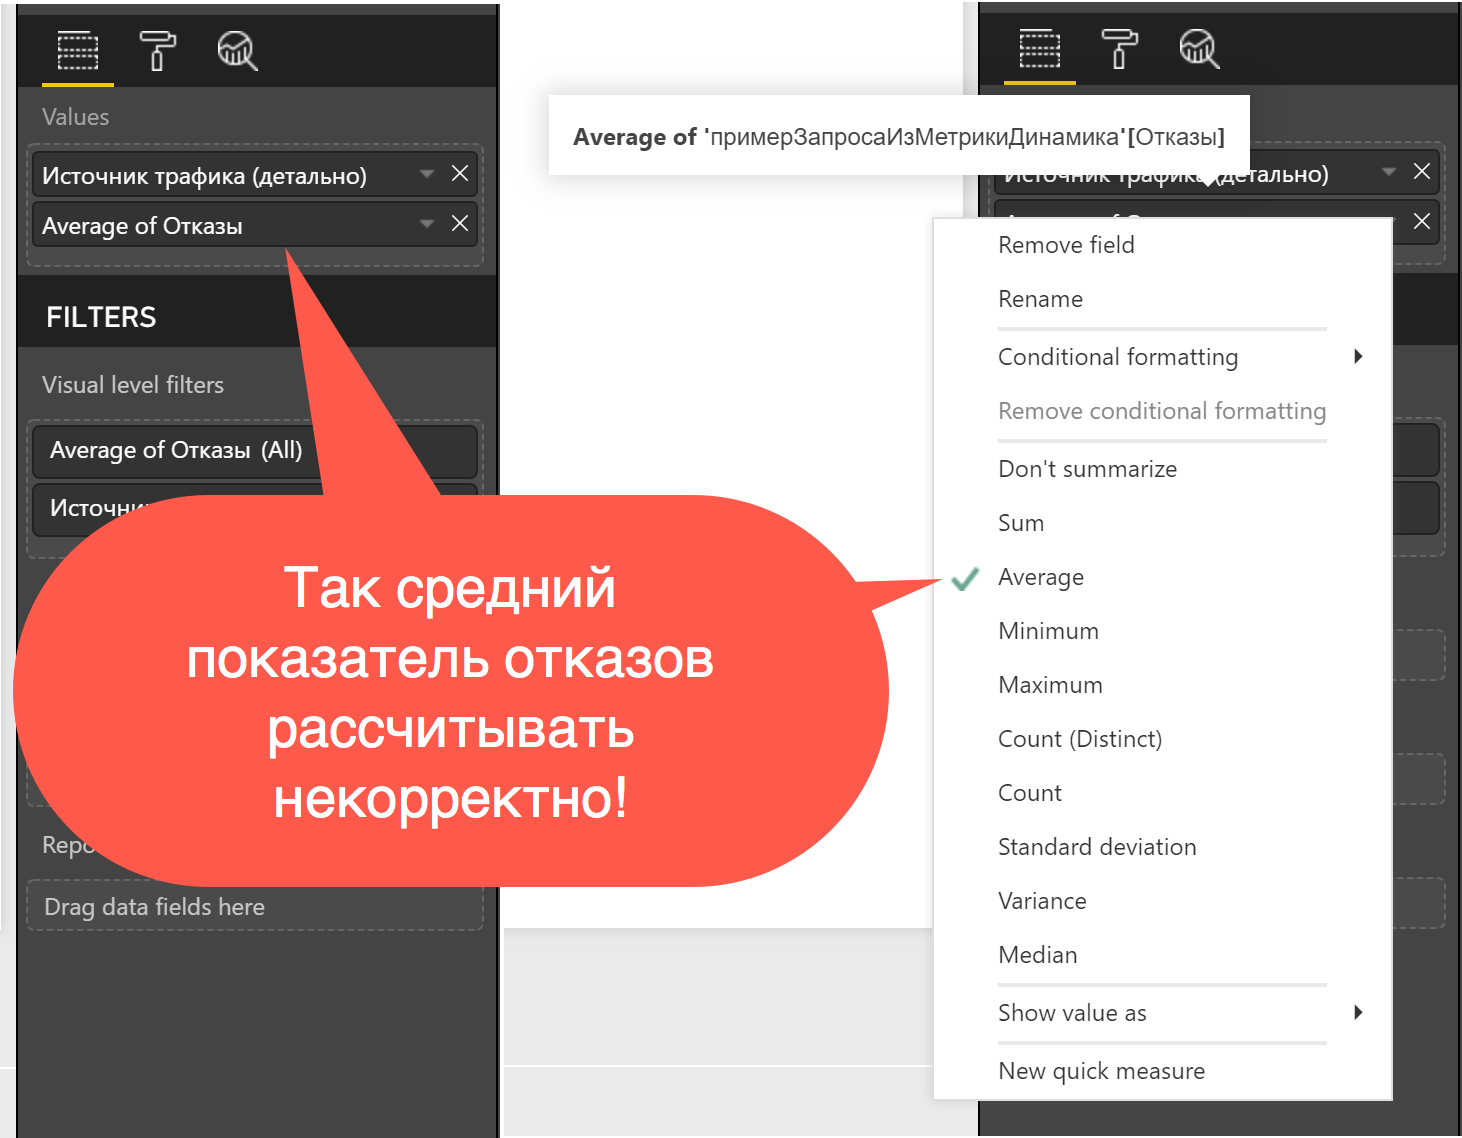 Values
Источник трафика (детально)
Average of Отказы
FILTERS
Visual level filters
Average of Отказы (All)
Источни
Так средний
показатель отказов
рассчитывать
некорректно!
Repo
Drag data fields here
Average of 'примерЗапросаИзМетрикиДинамика'[Отказы]
Источник трафика (детально)
Remove field
Rename
Conditional formatting
Remove conditional formatting
Don't summarize
Sum
Average
Minimum
Maximum
Count (Distinct)
Count
Standard deviation
Variance
Median
Show value as
New quick measure